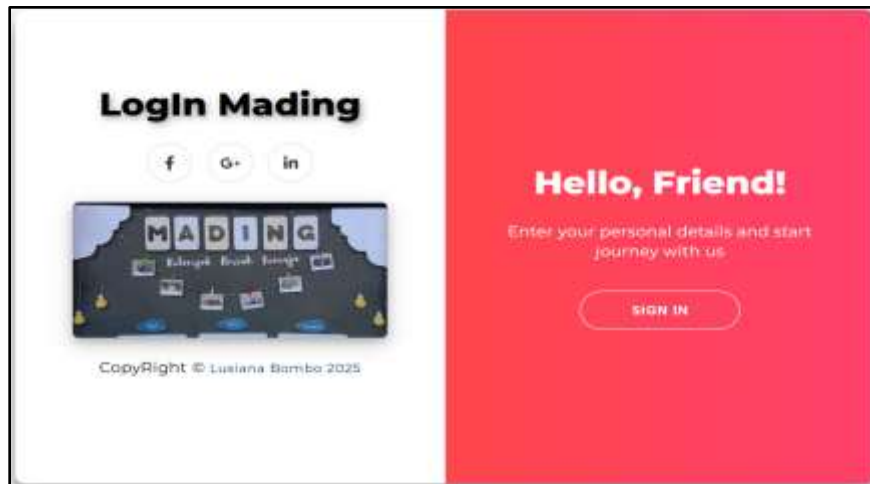 LogIn Mading
f G+ in
MADING
CopyRight © Lusiana Bombo 2025
Hello, Friend!
Enter your personal details and start
journey with us
SIGN IN